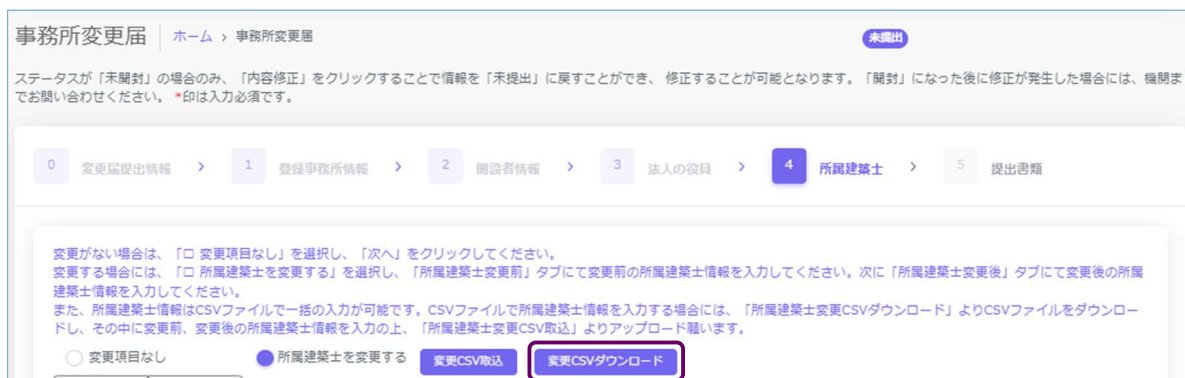 事務所変更届 ホーム > 事務所変更届 未提出
ステータスが「未開封」の場合のみ、「内容修正」をクリックすることで情報を「未提出」に戻すことができ、 修正することが可能となります。「開封」になった後に修正が発生した場合には、機関ま
でお問い合わせください。 *印は入力必須です。
0 変更届提出情報 > 1 登録事務所情報 > 2 開設者情報 > 3 法人の役員 > 4 所属建築士 > 5 提出書類
変更がない場合は、「□ 変更項目なし」を選択し、「次へ」をクリックしてください。
変更する場合には、「□ 所属建築士を変更する」を選択し、「所属建築士変更前」タブにて変更前の所属建築士情報を入力してください。次に「所属建築士変更後」タブにて変更後の所属
建築士情報を入力してください。
また、所属建築士情報はCSVファイルで一括の入力が可能です。CSVファイルで所属建築士情報を入力する場合には、「所属建築士変更CSVダウンロード」よりCSVファイルをダウンロー
ドし、その中に変更前、変更後の所属建築士情報を入力の上、「所属建築士変更CSV取込」よりアップロード願います。
変更項目なし 所属建築士を変更する 変更CSV取込 変更CSVダウンロード